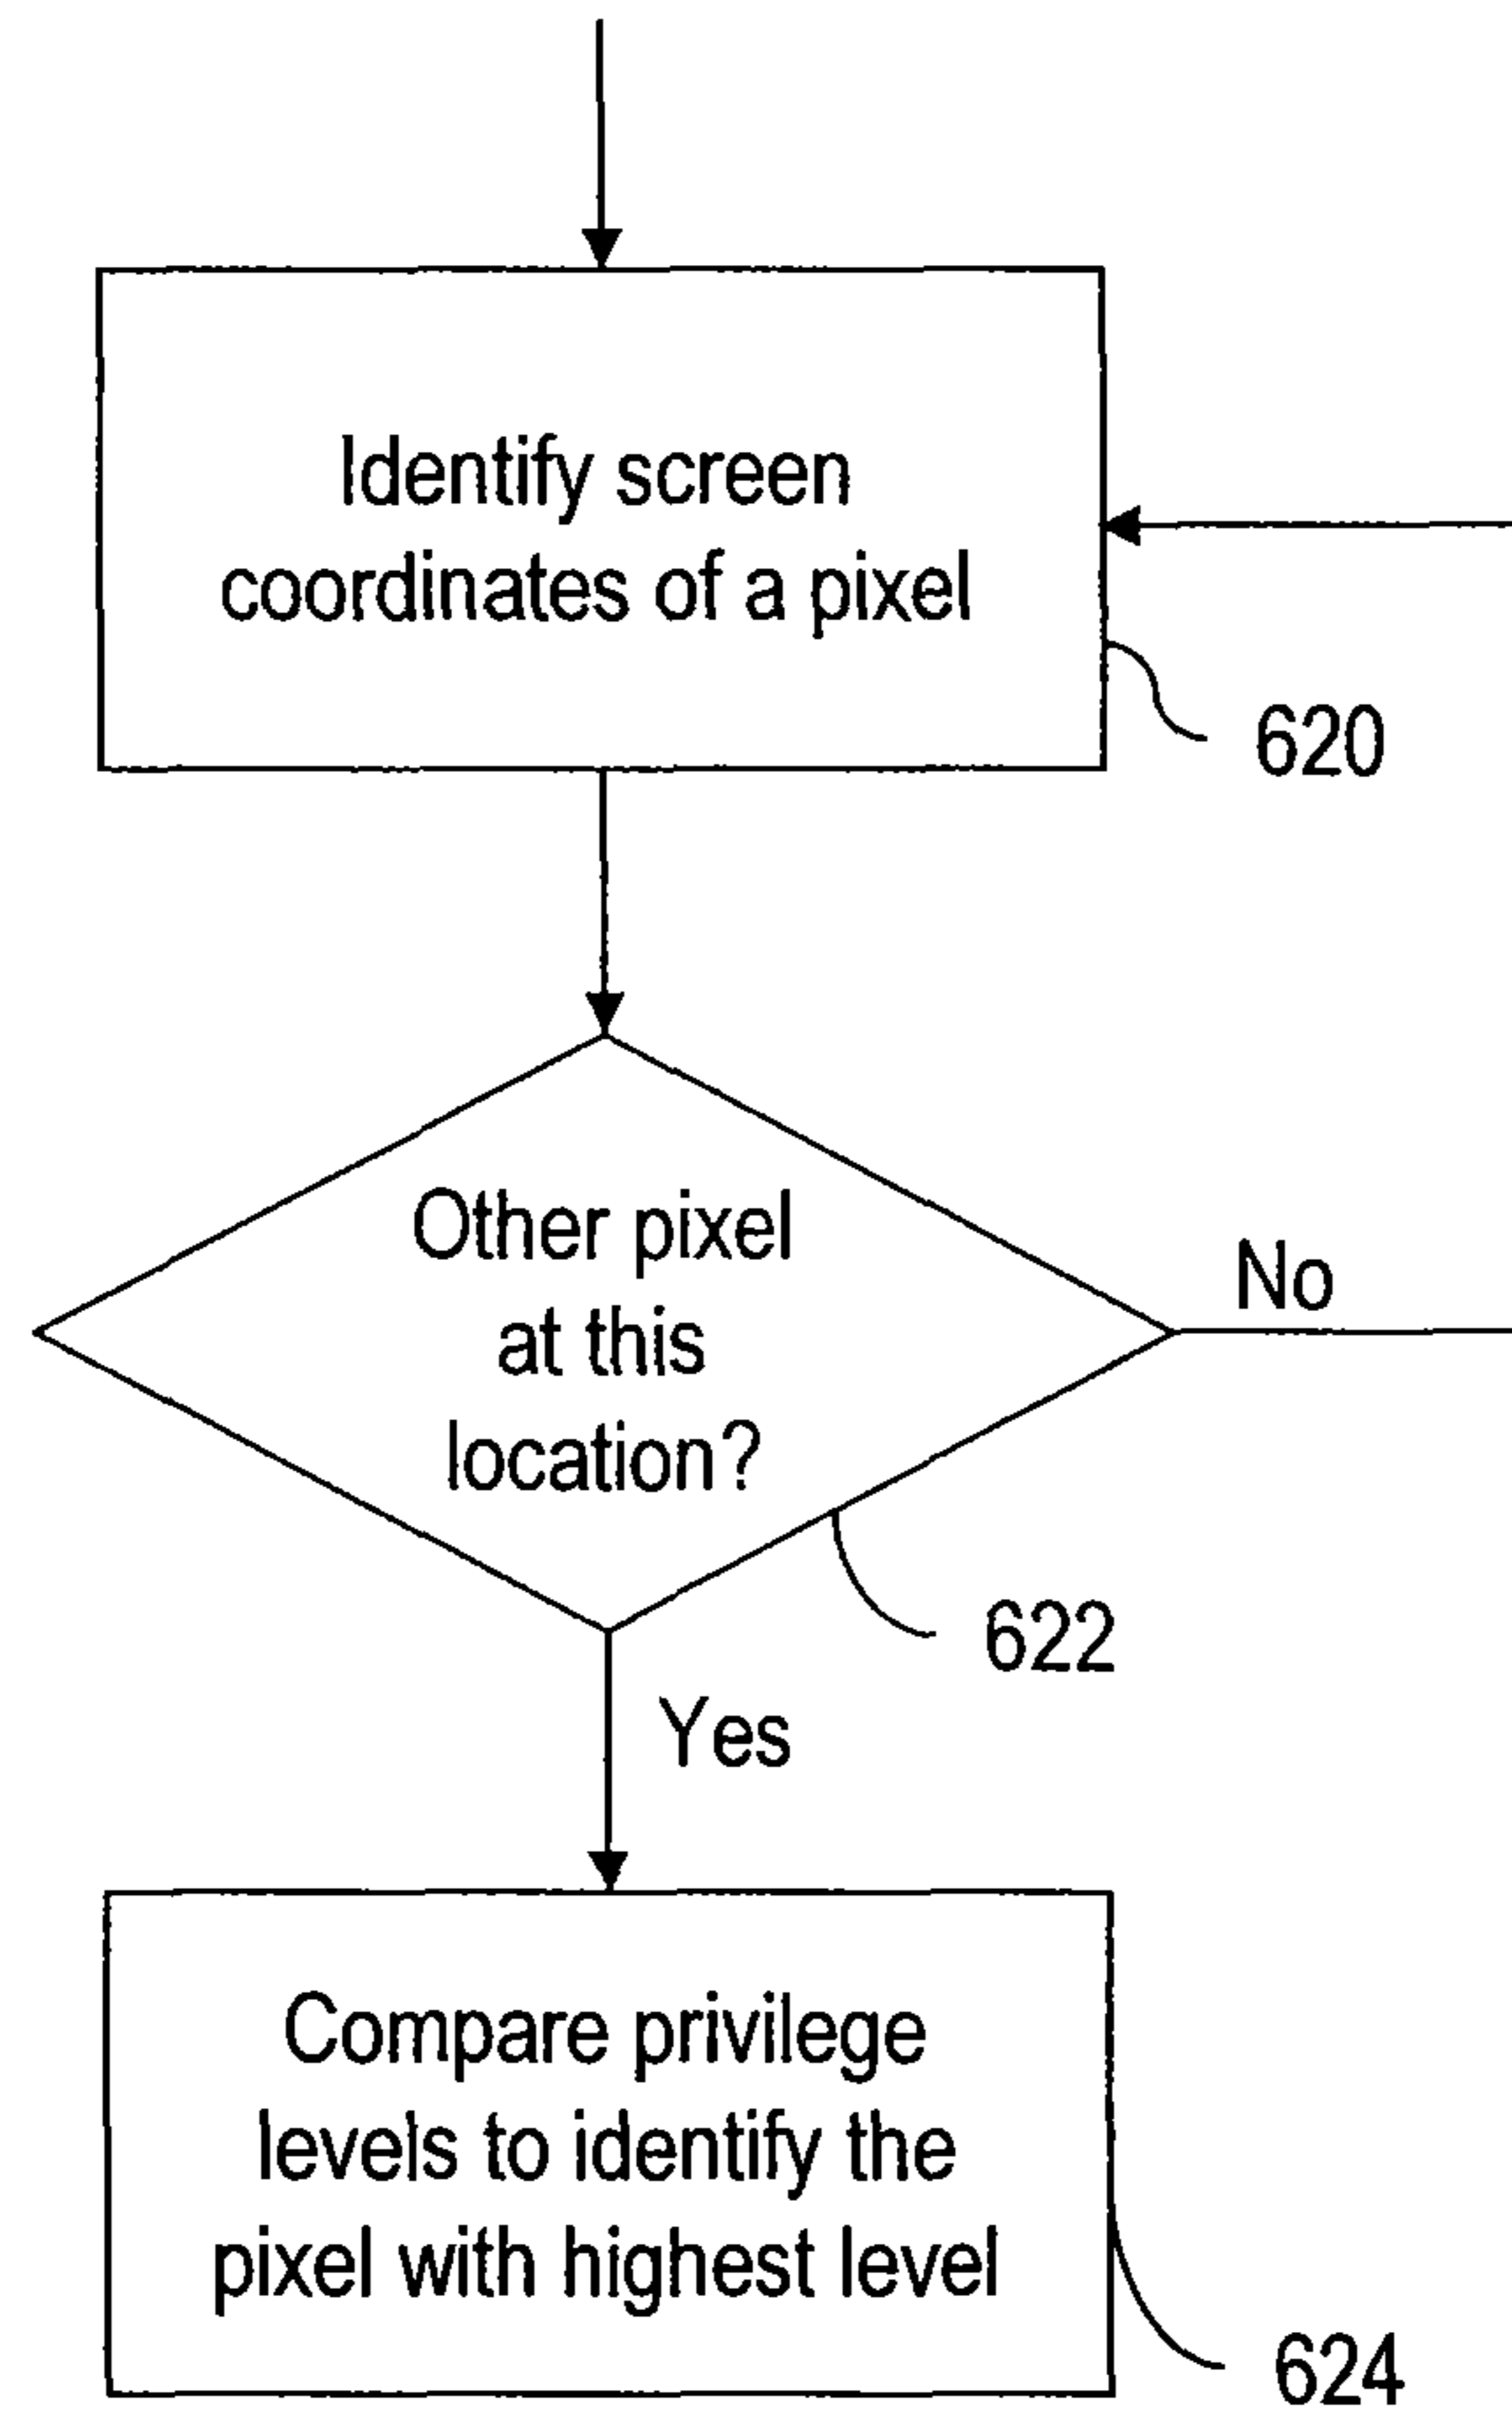 Identify screen
coordinates of a pixel
620
Other pixel
at this
location?
No
622
Yes
Compare privilege
levels to identify the
pixel with highest level
624